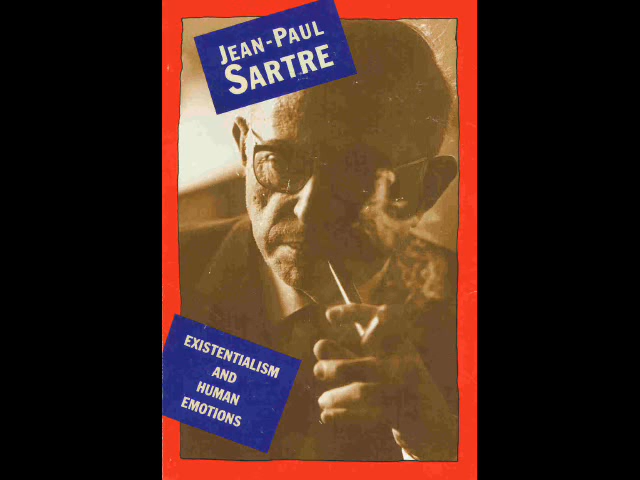 JEAN-PAUL
SARTRE
EXISTENTIALISM
AND
HUMAN
EMOTIONS